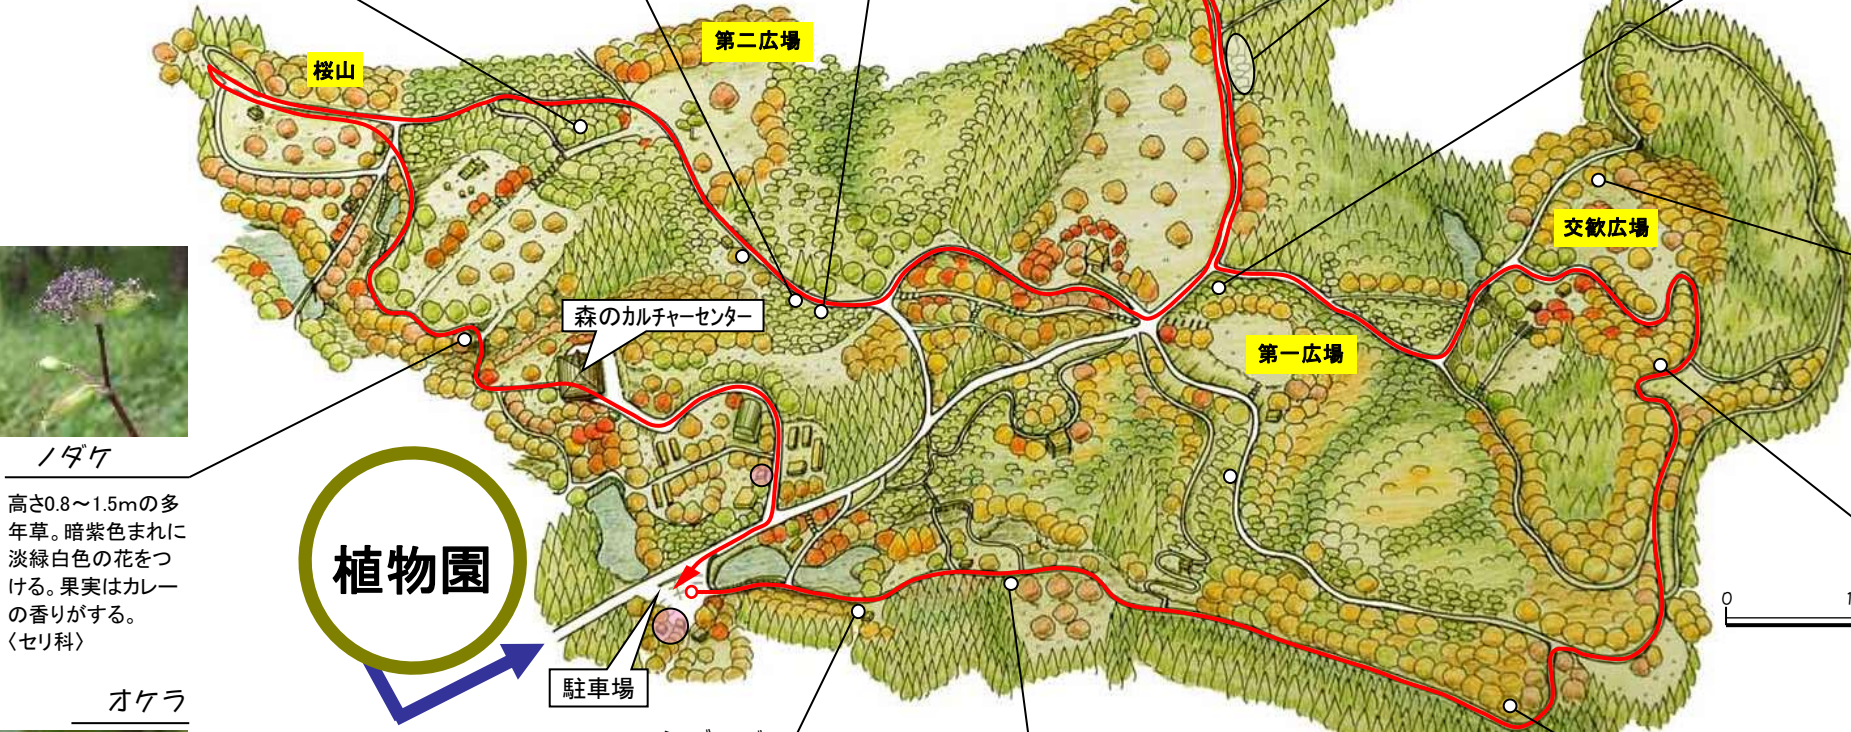 第二広場
桜山
交歓広場
森のカルチャーセンター
第一広場
ノダケ
高さ0.8～1.5mの多
年草。暗紫色まれに
淡緑白色の花をつ
ける。果実はカレー
の香りがする。
〈セリ科〉
植物園
駐車場
オケラ
0